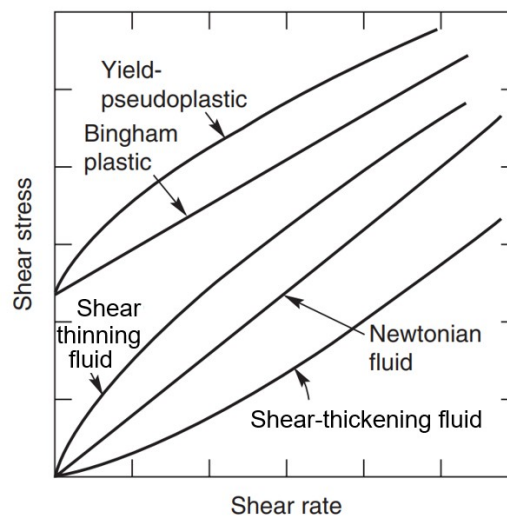 Yield-
pseudoplastic
Bingham
plastic
Shear stress
Shear
thinning
fluid
Newtonian
fluid
Shear-thickening fluid
Shear rate